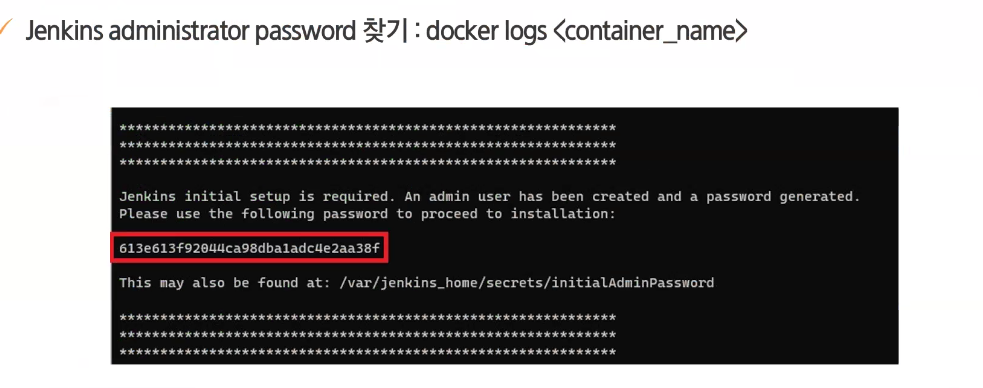 Jenkins administrator password 찾기 : docker logs <container_name>
*************************************************************
*************************************************************
*************************************************************
Jenkins initial setup is required. An admin user has been created and a password generated.
Please use the following password to proceed to installation:
613e613f92044ca98dba1adc4e2aa38f
This may also be found at: /var/jenkins_home/secrets/initialAdminPassword
*************************************************************
*************************************************************
*************************************************************